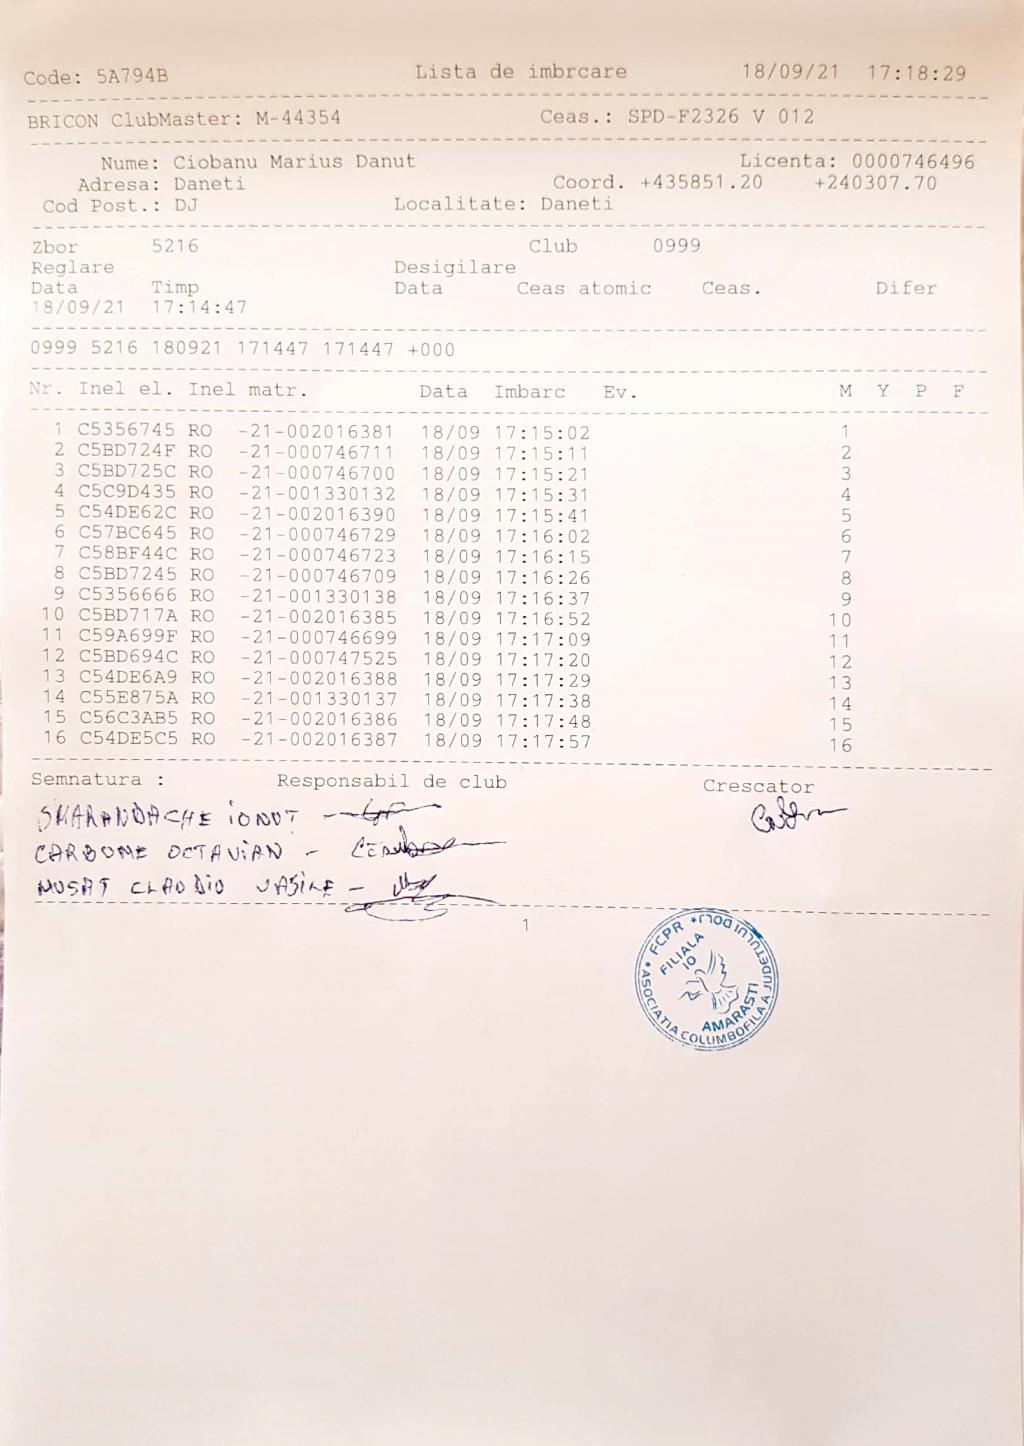 Code: 5A794B Lista de imbrcare 18/09/21 17:18:29
BRICON ClubMaster: M-44354 Ceas.: SPD-F2326 V 012
Nume: Ciobanu Marius Danut Licenta: 0000746496
Adresa: Daneti Coord. +435851.20 +240307.70
Cod Post.: DJ Localitate: Daneti
Zbor 5216 Club 0999
Reglare Desigilare
Data Timp Data Ceas atomic Ceas. Difer
18/09/21 17:14:47
0999 5216 180921 171447 171447 +000
Nr. Inel el. Inel matr. Data Imbarc Ev. M Y P F
1 C5356745 RO -21-002016381 18/09 17:15:02 1
2 C5BD724F RO -21-000746711 18/09 17:15:11 2
3 C5BD725C RO -21-000746700 18/09 17:15:21 3
4 C5C9D435 RO -21-001330132 18/09 17:15:31 4
5 C54DE62C RO -21-002016390 18/09 17:15:41 5
6 C57BC645 RO -21-000746729 18/09 17:16:02 6
7 C58BF44C RO -21-000746723 18/09 17:16:15 7
8 C5BD7245 RO -21-000746709 18/09 17:16:26 8
9 C5356666 RO -21-001330138 18/09 17:16:37 9
10 C5BD717A RO -21-002016385 18/09 17:16:52 10
11 C59A699F RO -21-000746699 18/09 17:17:09 11
12 C5BD694C RO -21-000747525 18/09 17:17:20 12
13 C54DE6A9 RO -21-002016388 18/09 17:17:29 13
14 C55E875A RO -21-001330137 18/09 17:17:38 14
15 C56C3AB5 RO -21-002016386 18/09 17:17:48 15
16 C54DE5C5 RO -21-002016387 18/09 17:17:57 16
Semnatura : Responsabil de club Crescator
SMARANDACHE IONUT -
CARBUME OCTAVIAN -
MUSAT CLAUDIU VASILE -
1
* FCPR * ASOCIATIA COLUMBOFILA A JUDETULUI DOLJ
FILIALA
10
AMARASTI